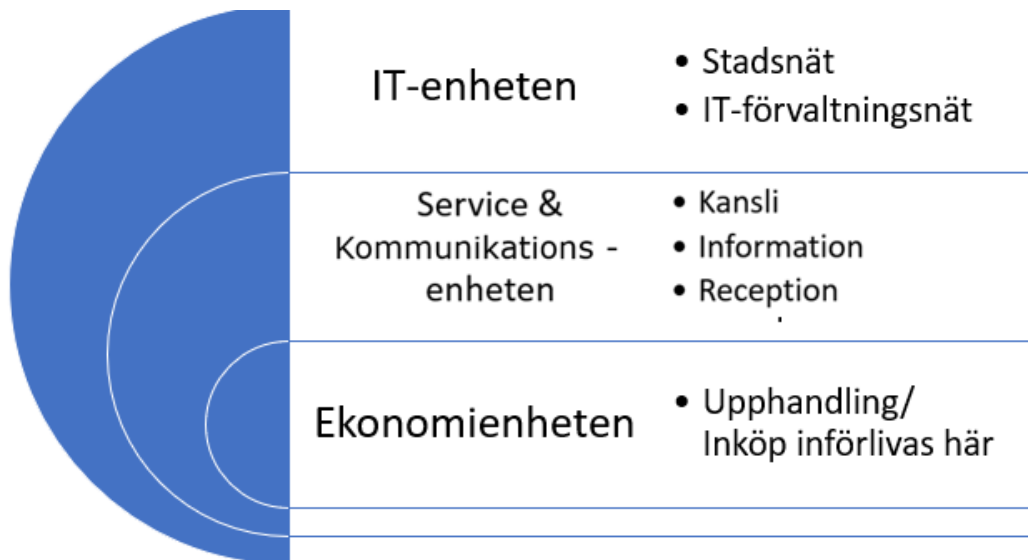 IT-enheten
• Stadsnät
• IT-förvaltningsnät
Service &
Kommunikations -
enheten
• Kansli
• Information
• Reception
Ekonomienheten
• Upphandling/
Inköp införlivas här